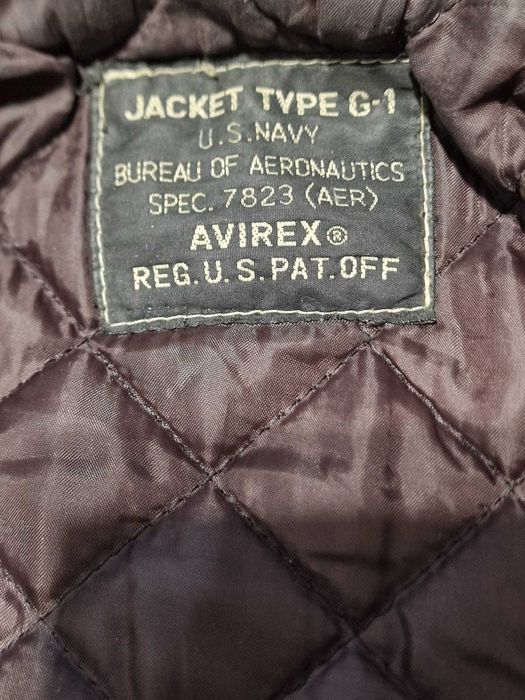 JACKET TYPE G-1
U.S.NAVY
BUREAU OF AERONAUTICS
SPEC. 7823 (AER)
AVIREX®
REG.U.S.PAT.OFF